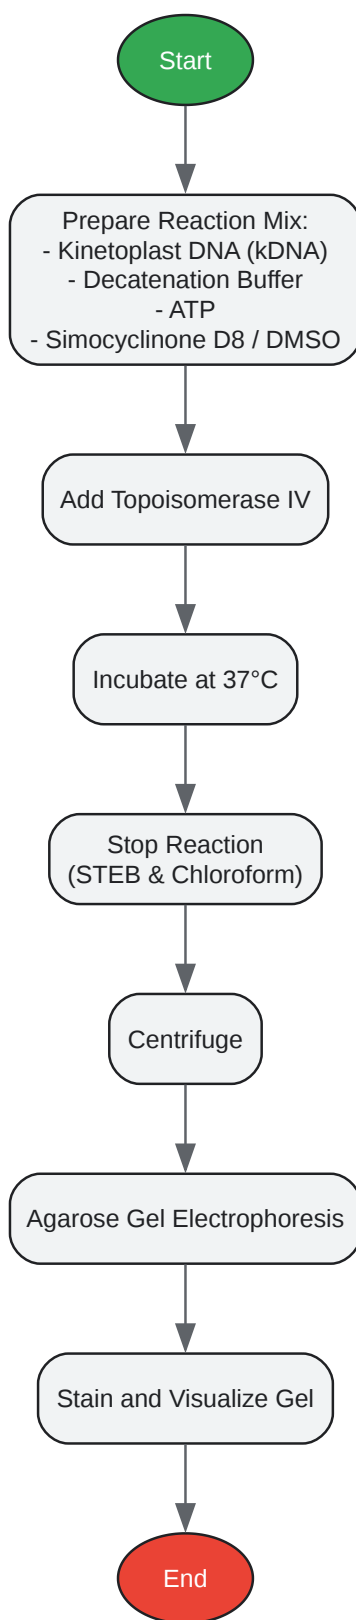 Start
Prepare Reaction Mix:
- Kinetoplast DNA (kDNA)
- Decatenation Buffer
- ATP
- Simocyclinone D8 / DMSO
Add Topoisomerase IV
Incubate at 37°C
Stop Reaction
(STEB & Chloroform)
Centrifuge
Agarose Gel Electrophoresis
Stain and Visualize Gel
End